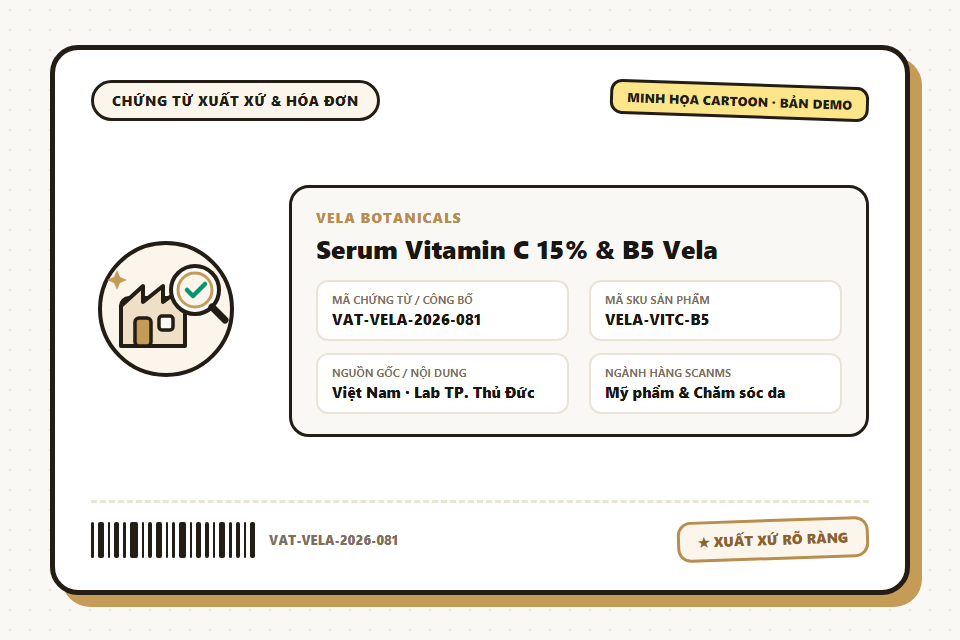 CHỨNG TỪ XUẤT XỨ & HÓA ĐƠN
MINH HỌA CARTOON · BẢN DEMO
VELA BOTANICALS
Serum Vitamin C 15% & B5 Vela
MÃ CHỨNG TỪ / CÔNG BỐ
VAT-VELA-2026-081
MÃ SKU SẢN PHẨM
VELA-VITC-B5
NGUỒN GỐC / NỘI DUNG
Việt Nam · Lab TP. Thủ Đức
NGÀNH HÀNG SCANMS
Mỹ phẩm & Chăm sóc da
VAT-VELA-2026-081
★ XUẤT XỨ RÕ RÀNG